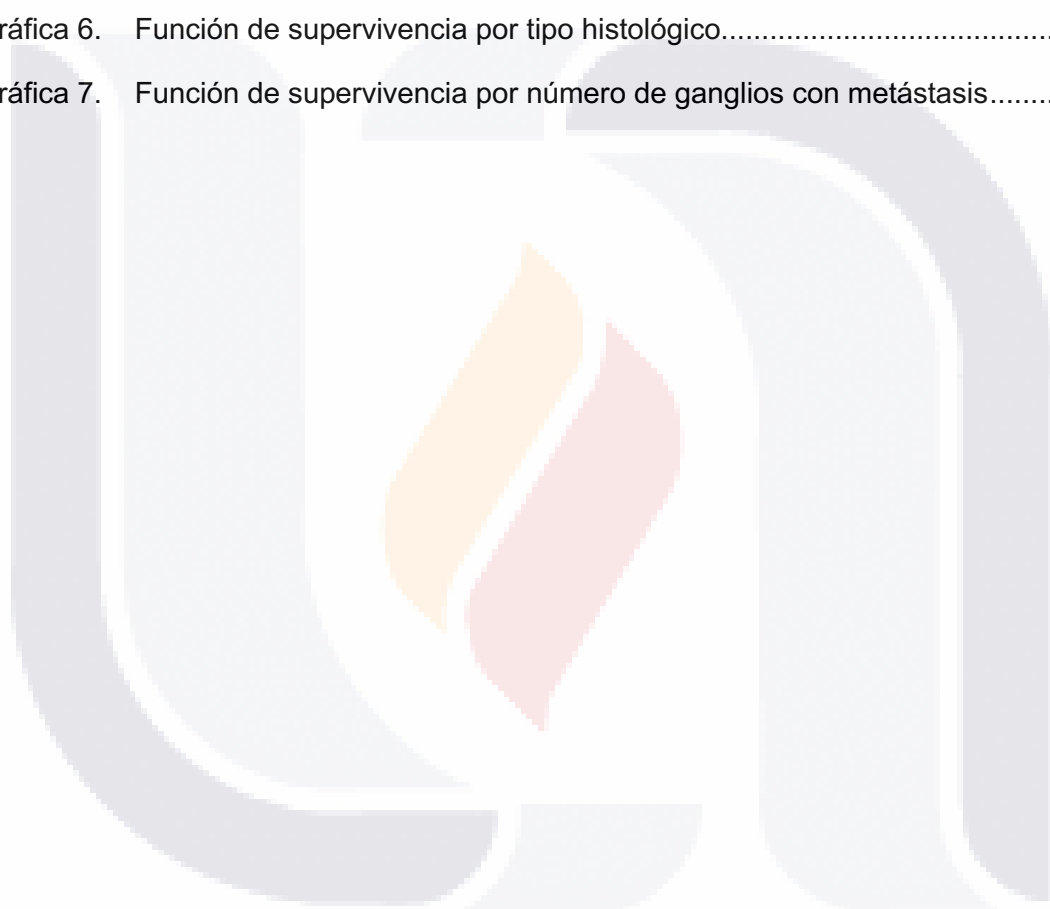 ráfica 6. Función de supervivencia por tipo histológico.........................................
ráfica 7. Función de supervivencia por número de ganglios con metástasis........